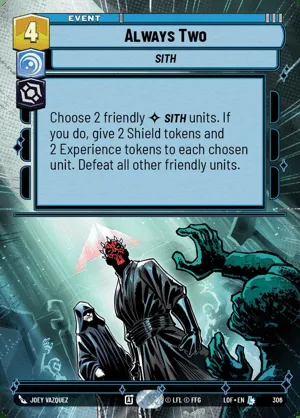 EVENT
4
ALWAYS TWO
SITH
Choose 2 friendly ✧ SITH units. If
you do, give 2 Shield tokens and
2 Experience tokens to each chosen
unit. Defeat all other friendly units.
JOEY VAZQUEZ
© LFL © FFG
LOF • EN
306